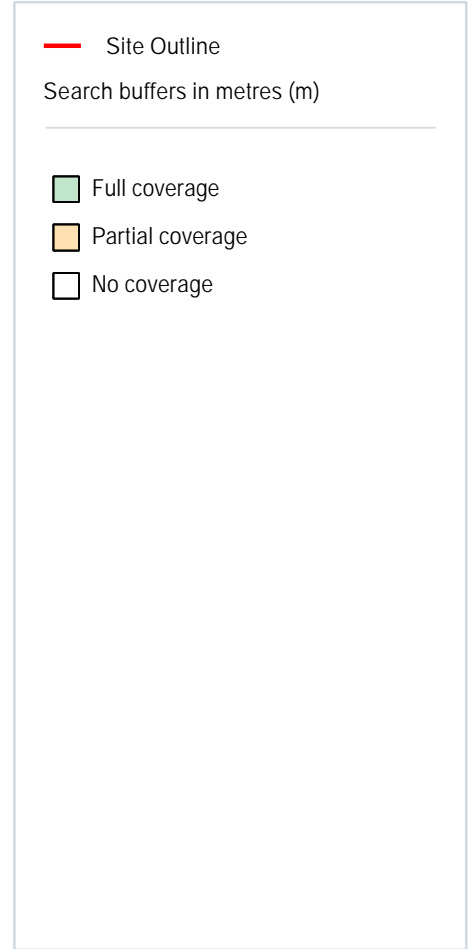 Site Outline
Search buffers in metres (m)
Full coverage
Partial coverage
No coverage